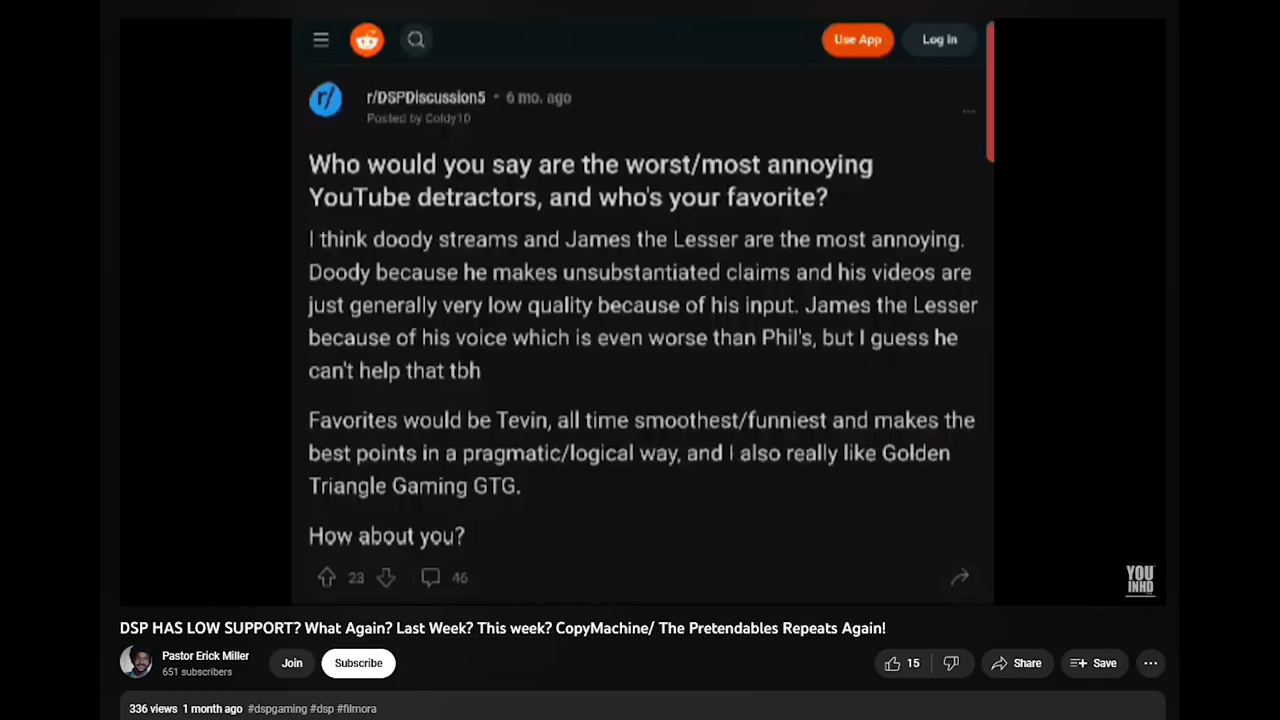 Use App
Log in
r/DSPDiscussion5 • 6 mo. ago
Posted by Coldy1D
Who would you say are the worst/most annoying
YouTube detractors, and who's your favorite?
I think doody streams and James the Lesser are the most annoying.
Doody because he makes unsubstantiated claims and his videos are
just generally very low quality because of his input. James the Lesser
because of his voice which is even worse than Phil's, but I guess he
can't help that tbh
Favorites would be Tevin, all time smoothest/funniest and makes the
best points in a pragmatic/logical way, and I also really like Golden
Triangle Gaming GTG.
How about you?
23 46
YOU
INHD
DSP HAS LOW SUPPORT? What Again? Last Week? This week? CopyMachine/ The Pretendables Repeats Again!
Pastor Erick Miller
651 subscribers
Join
Subscribe
15
Share
Save
336 views 1 month ago #dspgaming #dsp #filmora